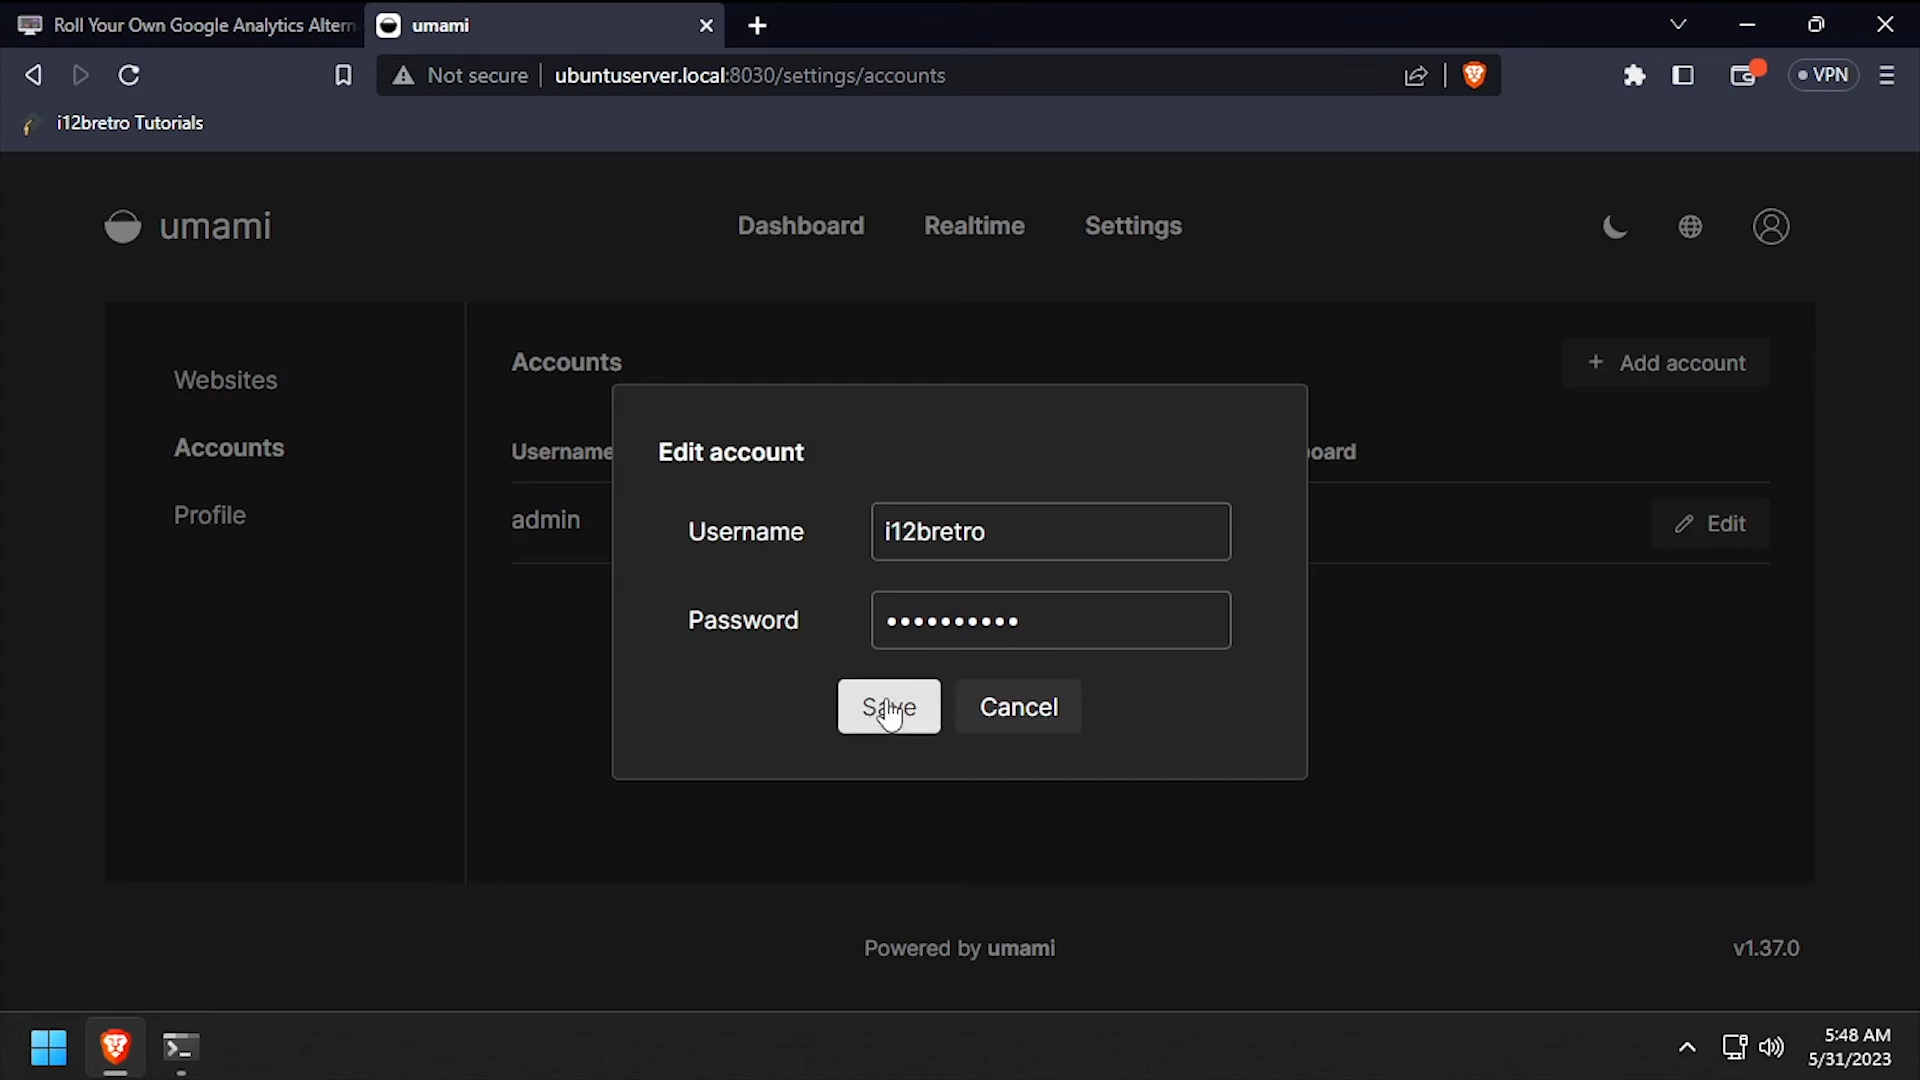 Roll Your Own Google Analytics Altern
umami
Not secure
ubuntuserver.local:8030/settings/accounts
VPN
i12bretro Tutorials
umami
Dashboard
Realtime
Settings
Websites
Accounts
Profile
Accounts
+ Add account
Username
oard
admin
Edit
Edit account
Username
i12bretro
Password
Save
Cancel
Powered by umami
v1.37.0
5:48 AM
5/31/2023